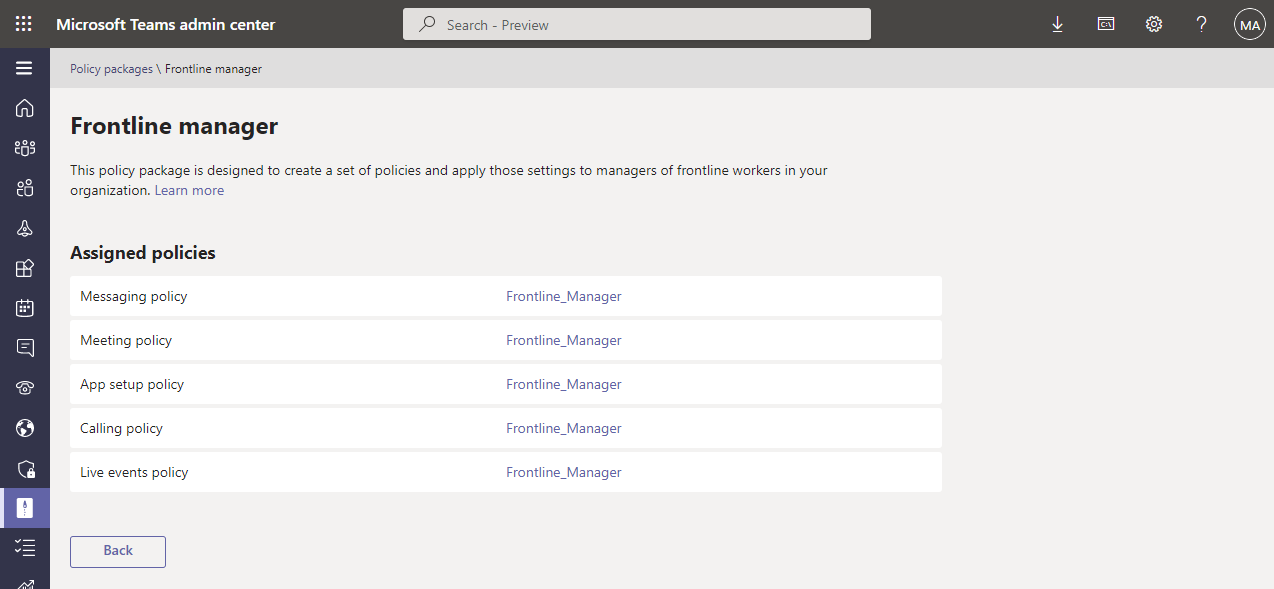 Microsoft Teams admin center
Search - Preview
C:\
?
MA
Policy packages \ Frontline manager
Frontline manager
This policy package is designed to create a set of policies and apply those settings to managers of frontline workers in your
organization. Learn more
Assigned policies
Messaging policy Frontline_Manager
Meeting policy Frontline_Manager
App setup policy Frontline_Manager
Calling policy Frontline_Manager
Live events policy Frontline_Manager
Back